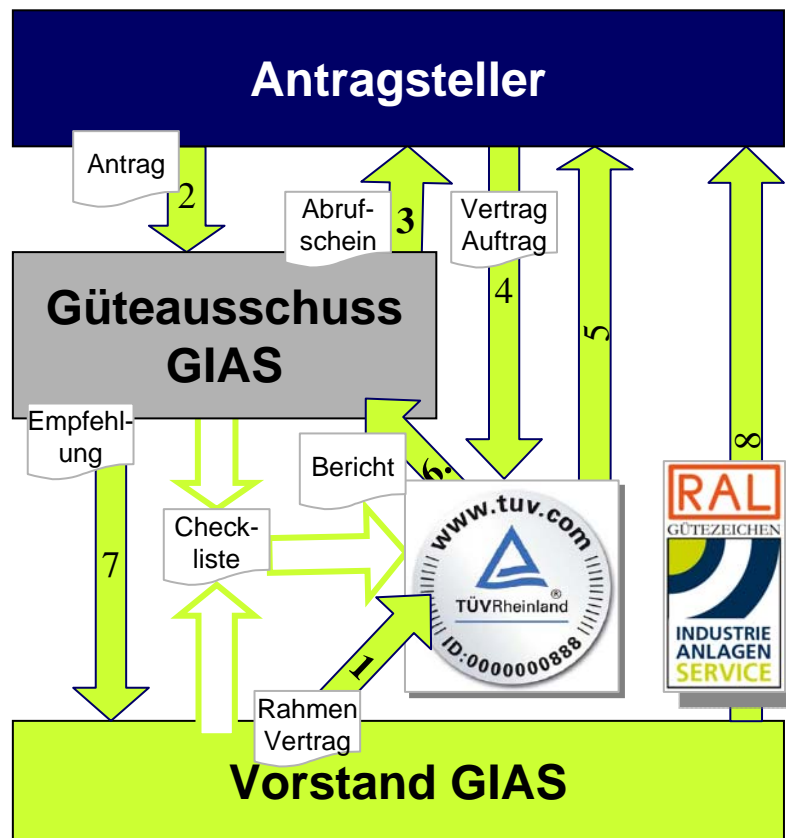 Antragsteller
Antrag
2
Abruf-
schein
3
Vertrag
Auftrag
4
5
Güteausschuss
GIAS
Empfehl-
ung
Bericht
6.
7
Check-
liste
www.tuv.com
TÜVRheinland
®
ID:0000000888
8
RAL
GÜTEZEICHEN
INDUSTRIE
ANLAGEN
SERVICE
1
Rahmen
Vertrag
Vorstand GIAS